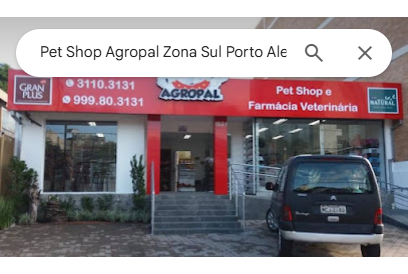 Pet Shop Agropal Zona Sul Porto Ale
GRAN PLUS
3110.3131
999.80.3131
AGROPAL
Pet Shop e
Farmácia Veterinária
NATURAL